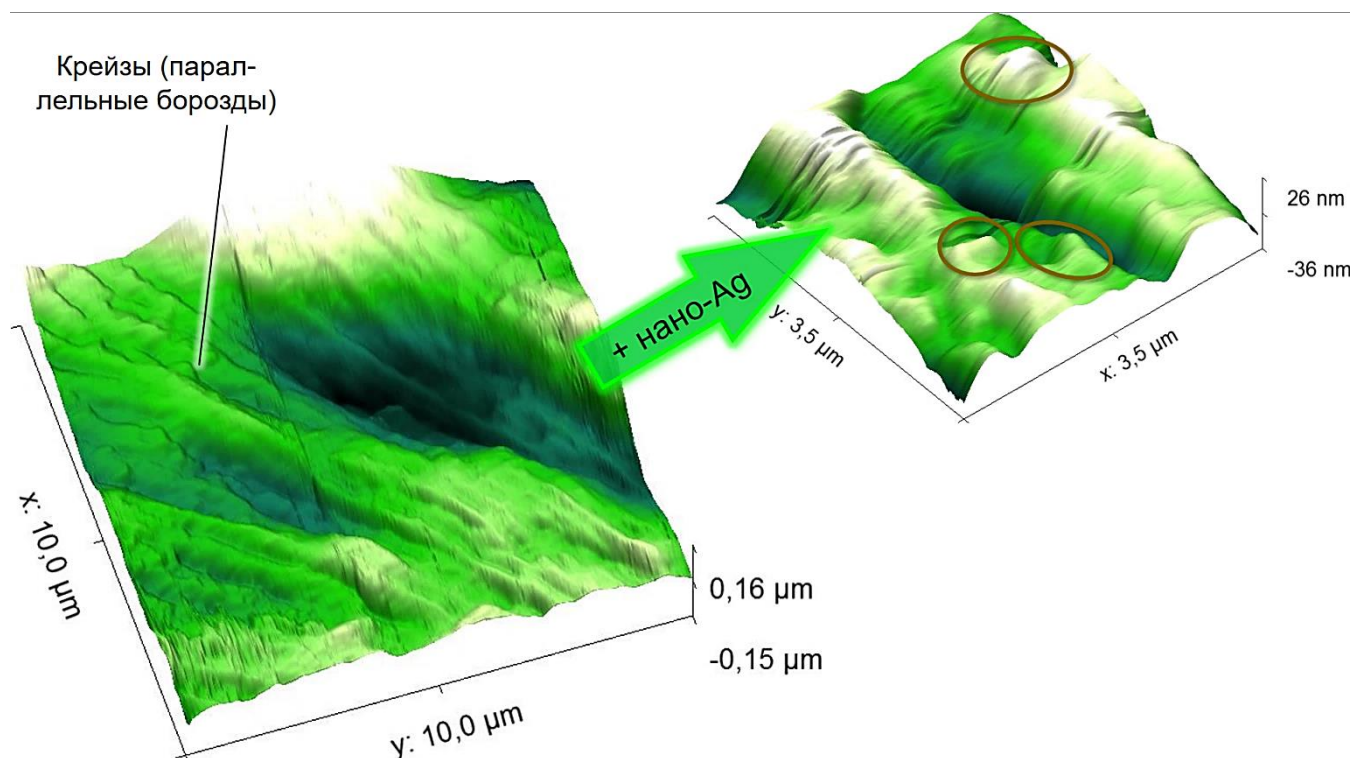 Крейзы (парал-
лельные борозды)
26 nm
-36 nm
y: 3,5 µm
x: 3,5 µm
+ нано-Ag
x: 10,0 µm
0,16 µm
-0,15 µm
y: 10,0 µm